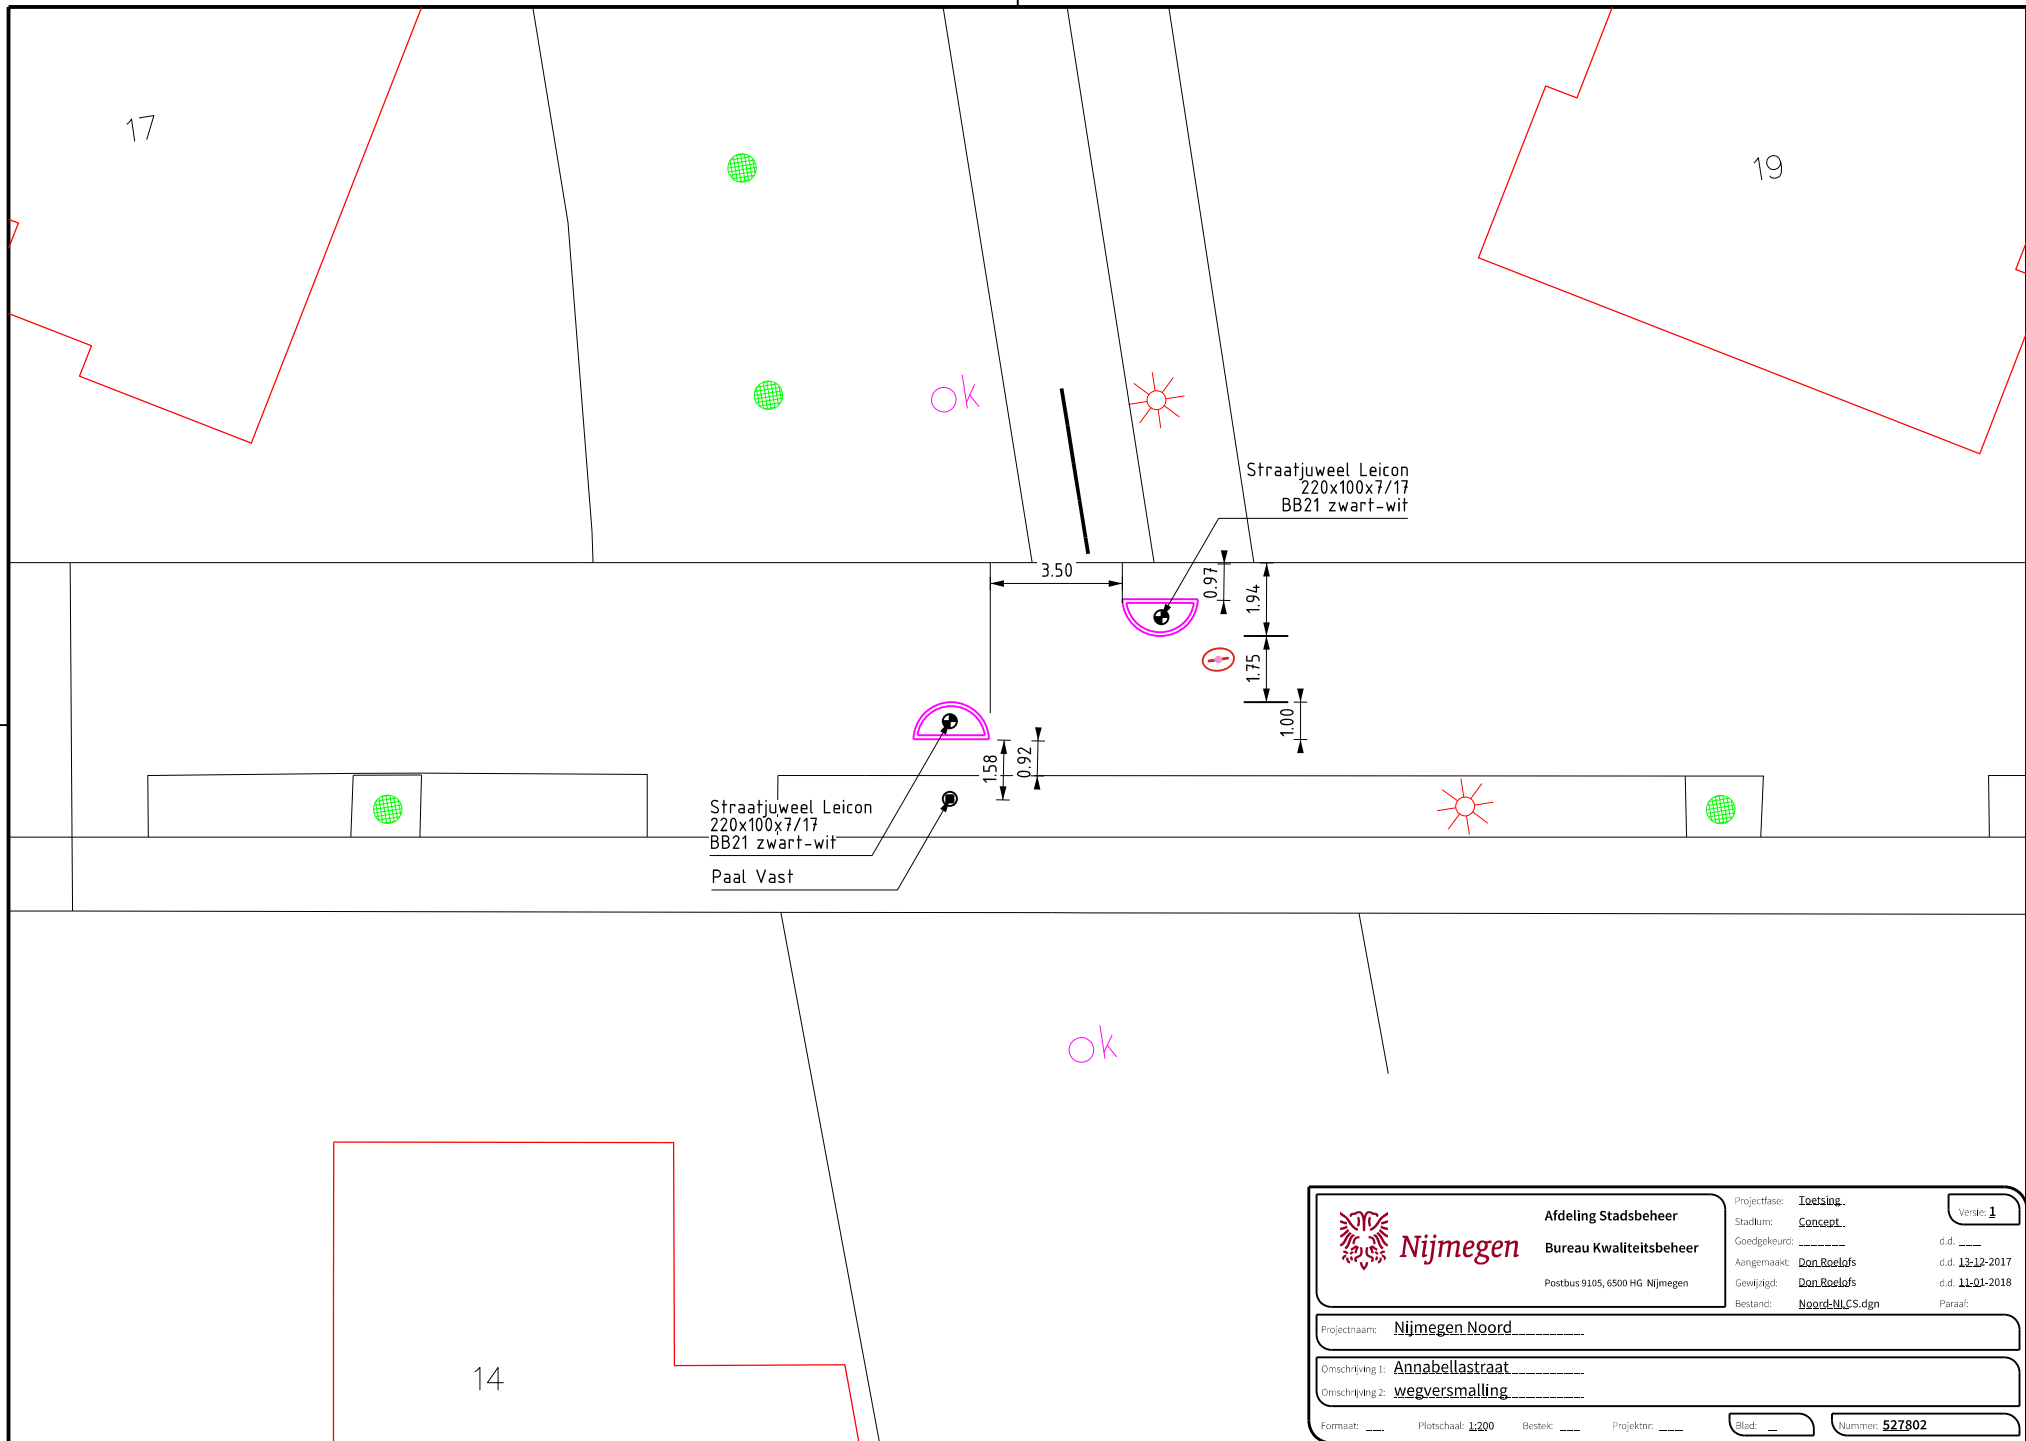 17
19
Ok
Straatjuweel Leicon
220x100x7/17
BB21 zwart-wit
3.50
0.97
1.94
1.75
1.00
1.58
0.92
Straatjuweel Leicon
220x100x7/17
BB21 zwart-wit
Paal Vast
Ok
14
Nijmegen
Afdeling Stadsbeheer
Bureau Kwaliteitsbeheer
Postbus 9105, 6500 HG Nijmegen
Projectfase: Toetsing
Versie: 1
Stadium: Concept
Goedgekeurd: d.d.
Aangemaakt: Don Roelofs d.d. 13-12-2017
Gewijzigd: Don Roelofs d.d. 11-01-2018
Bestand: Noord-NLCS.dgn Paraaf:
Projectnaam: Nijmegen Noord
Omschrijving 1: Annabellastraat
Omschrijving 2: wegversmalling
Formaat: Plotschaal: 1:200 Bestek: Projektnr: Blad: Nummer: 527802